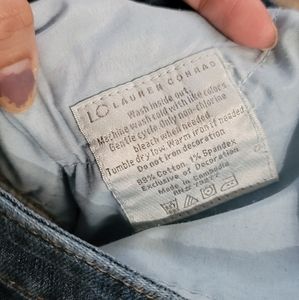 LC LAUREN CONRAD
Wash inside out.
Machine wash cold with like colors
Gentle cycle only non-chlorine
bleach when needed
Tumble dry low Warm iron if needed
Do not iron decoration
99% Cotton, 1% Spandex
Exclusive of Decoration
Made in Cambodia